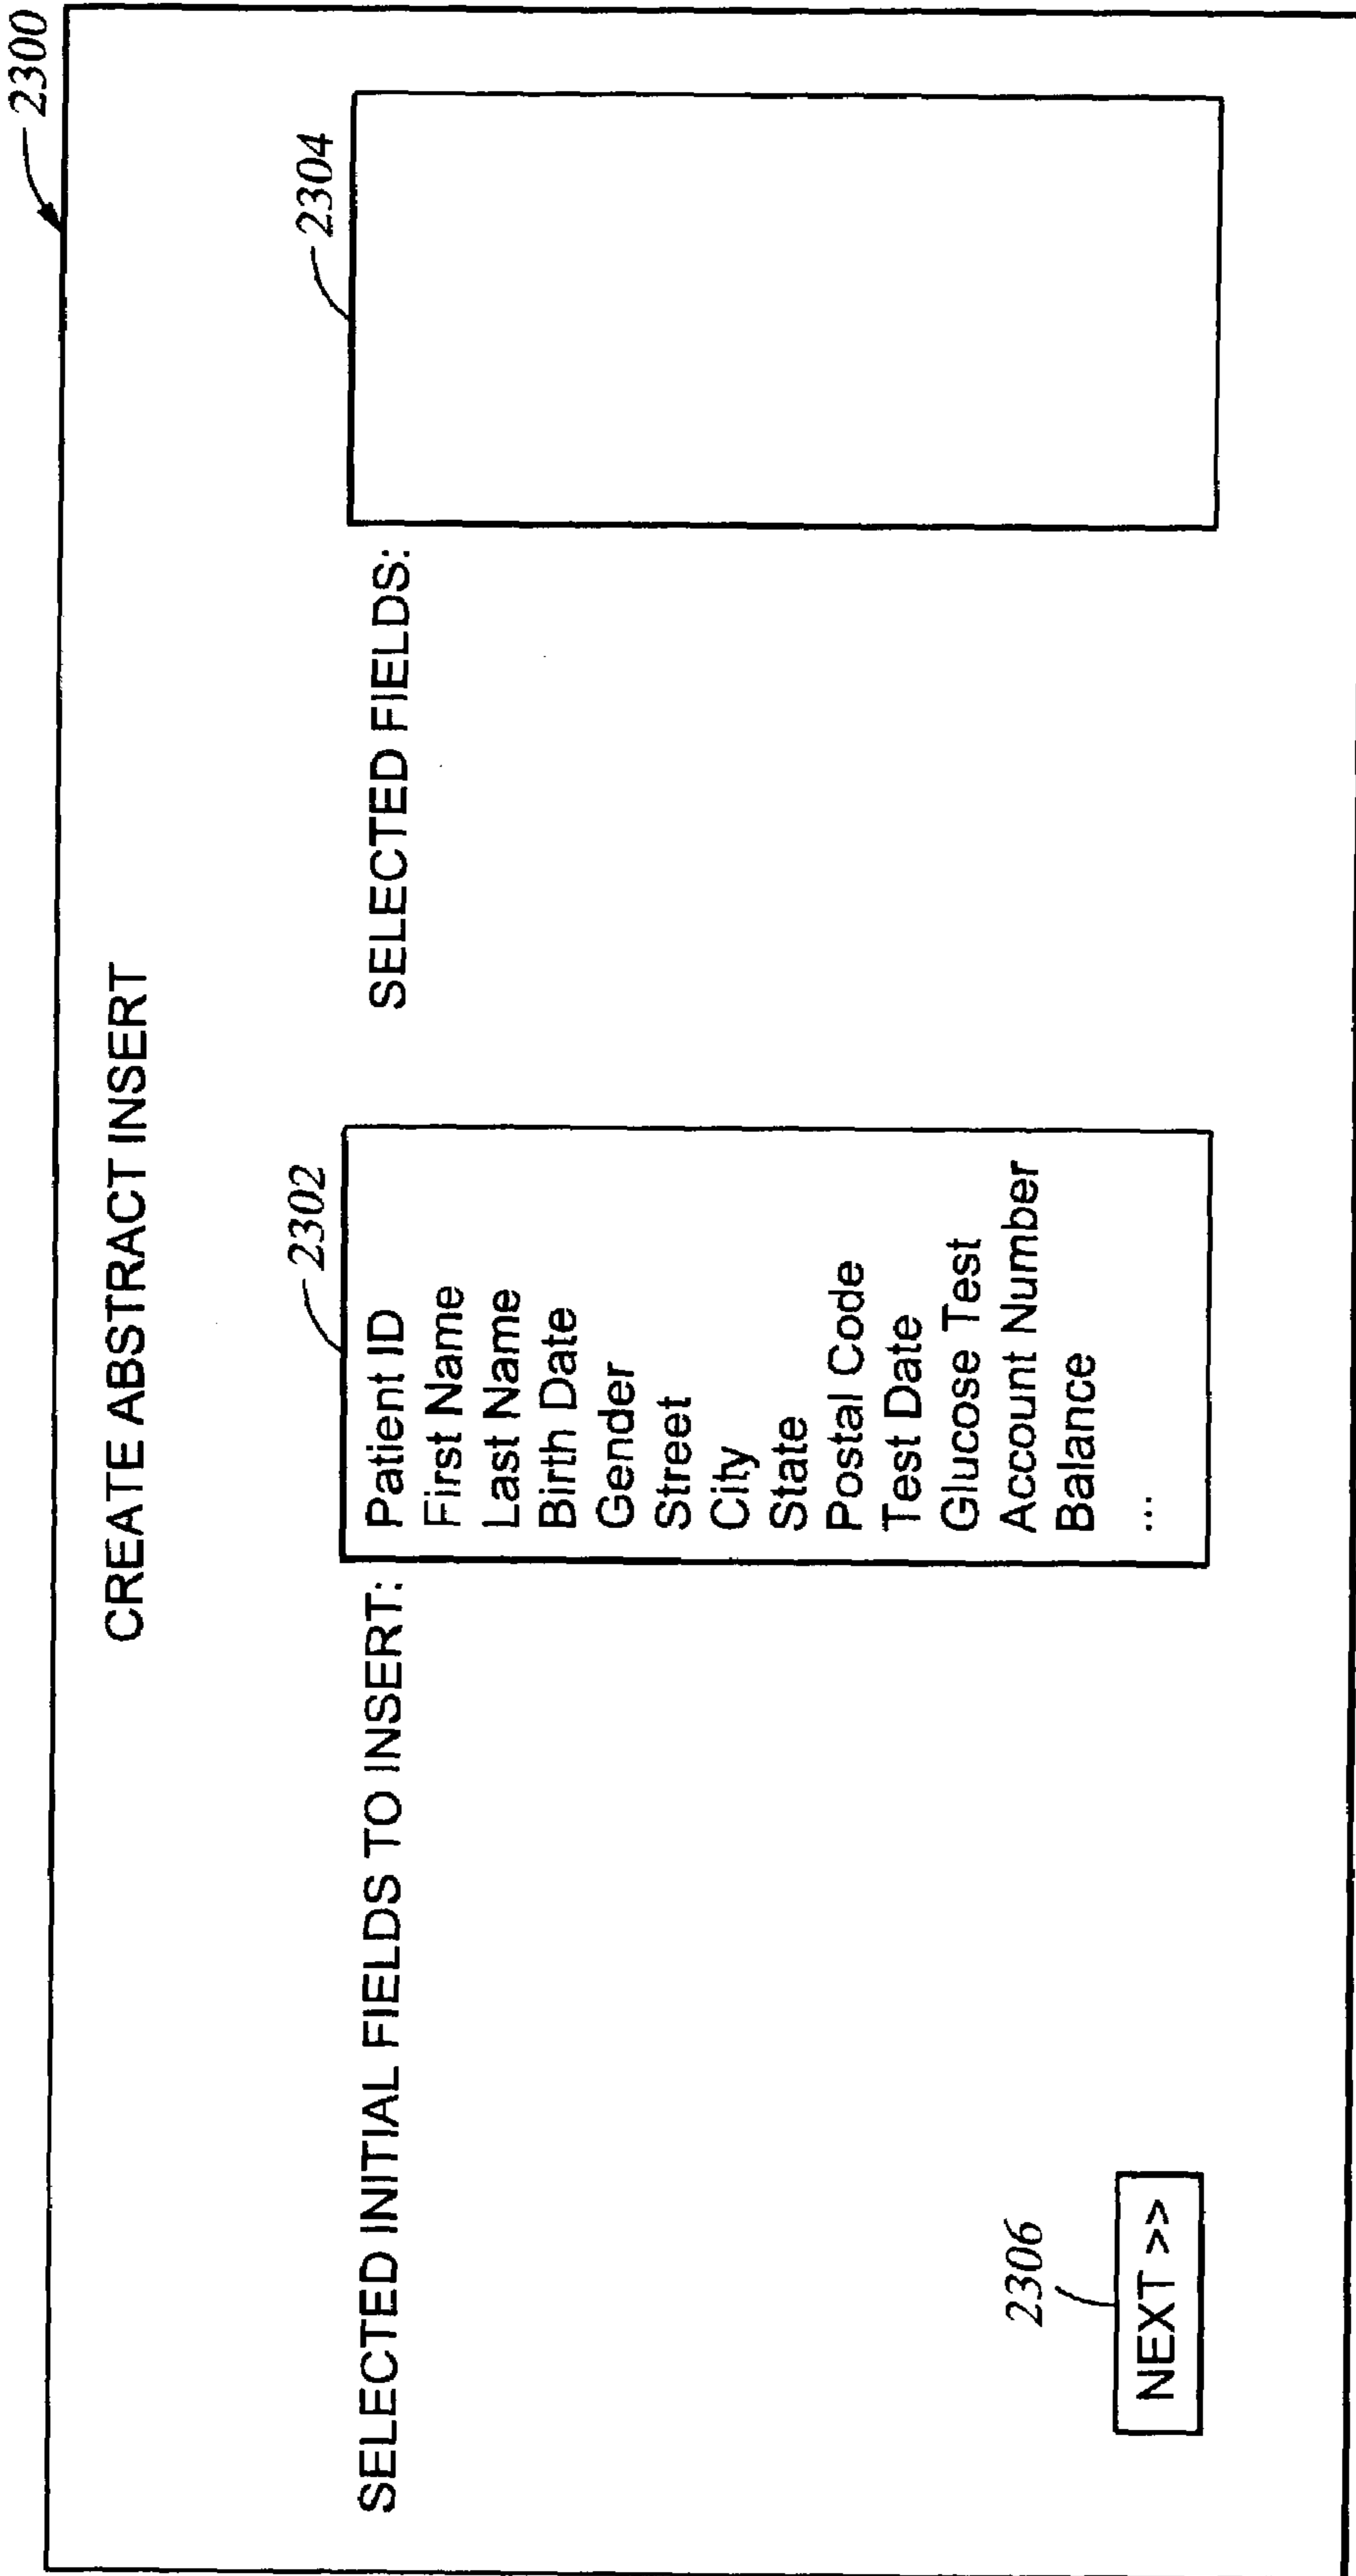 2300
CREATE ABSTRACT INSERT
SELECTED INITIAL FIELDS TO INSERT:
2302
Patient ID
First Name
Last Name
Birth Date
Gender
Street
City
State
Postal Code
Test Date
Glucose Test
Account Number
Balance
...
SELECTED FIELDS:
2304
2306
NEXT >>